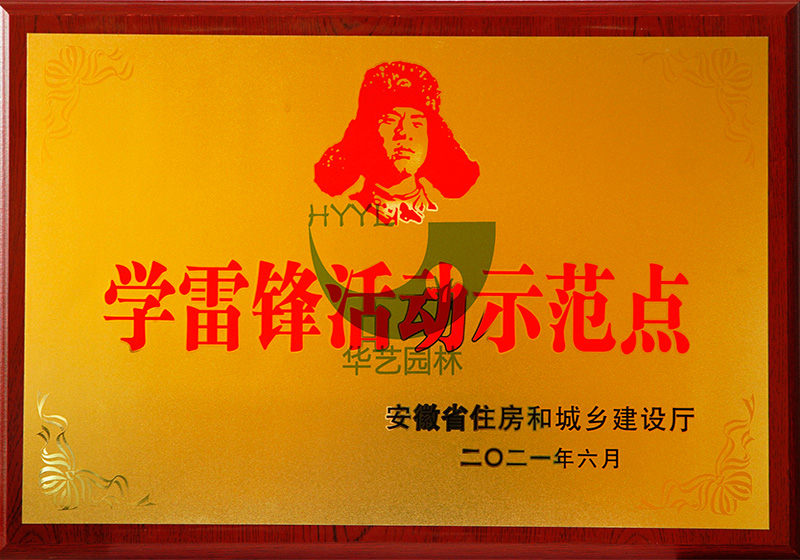 HYYL
学雷锋活动示范点
华艺园林
安徽省住房和城乡建设厅
二〇二一年六月